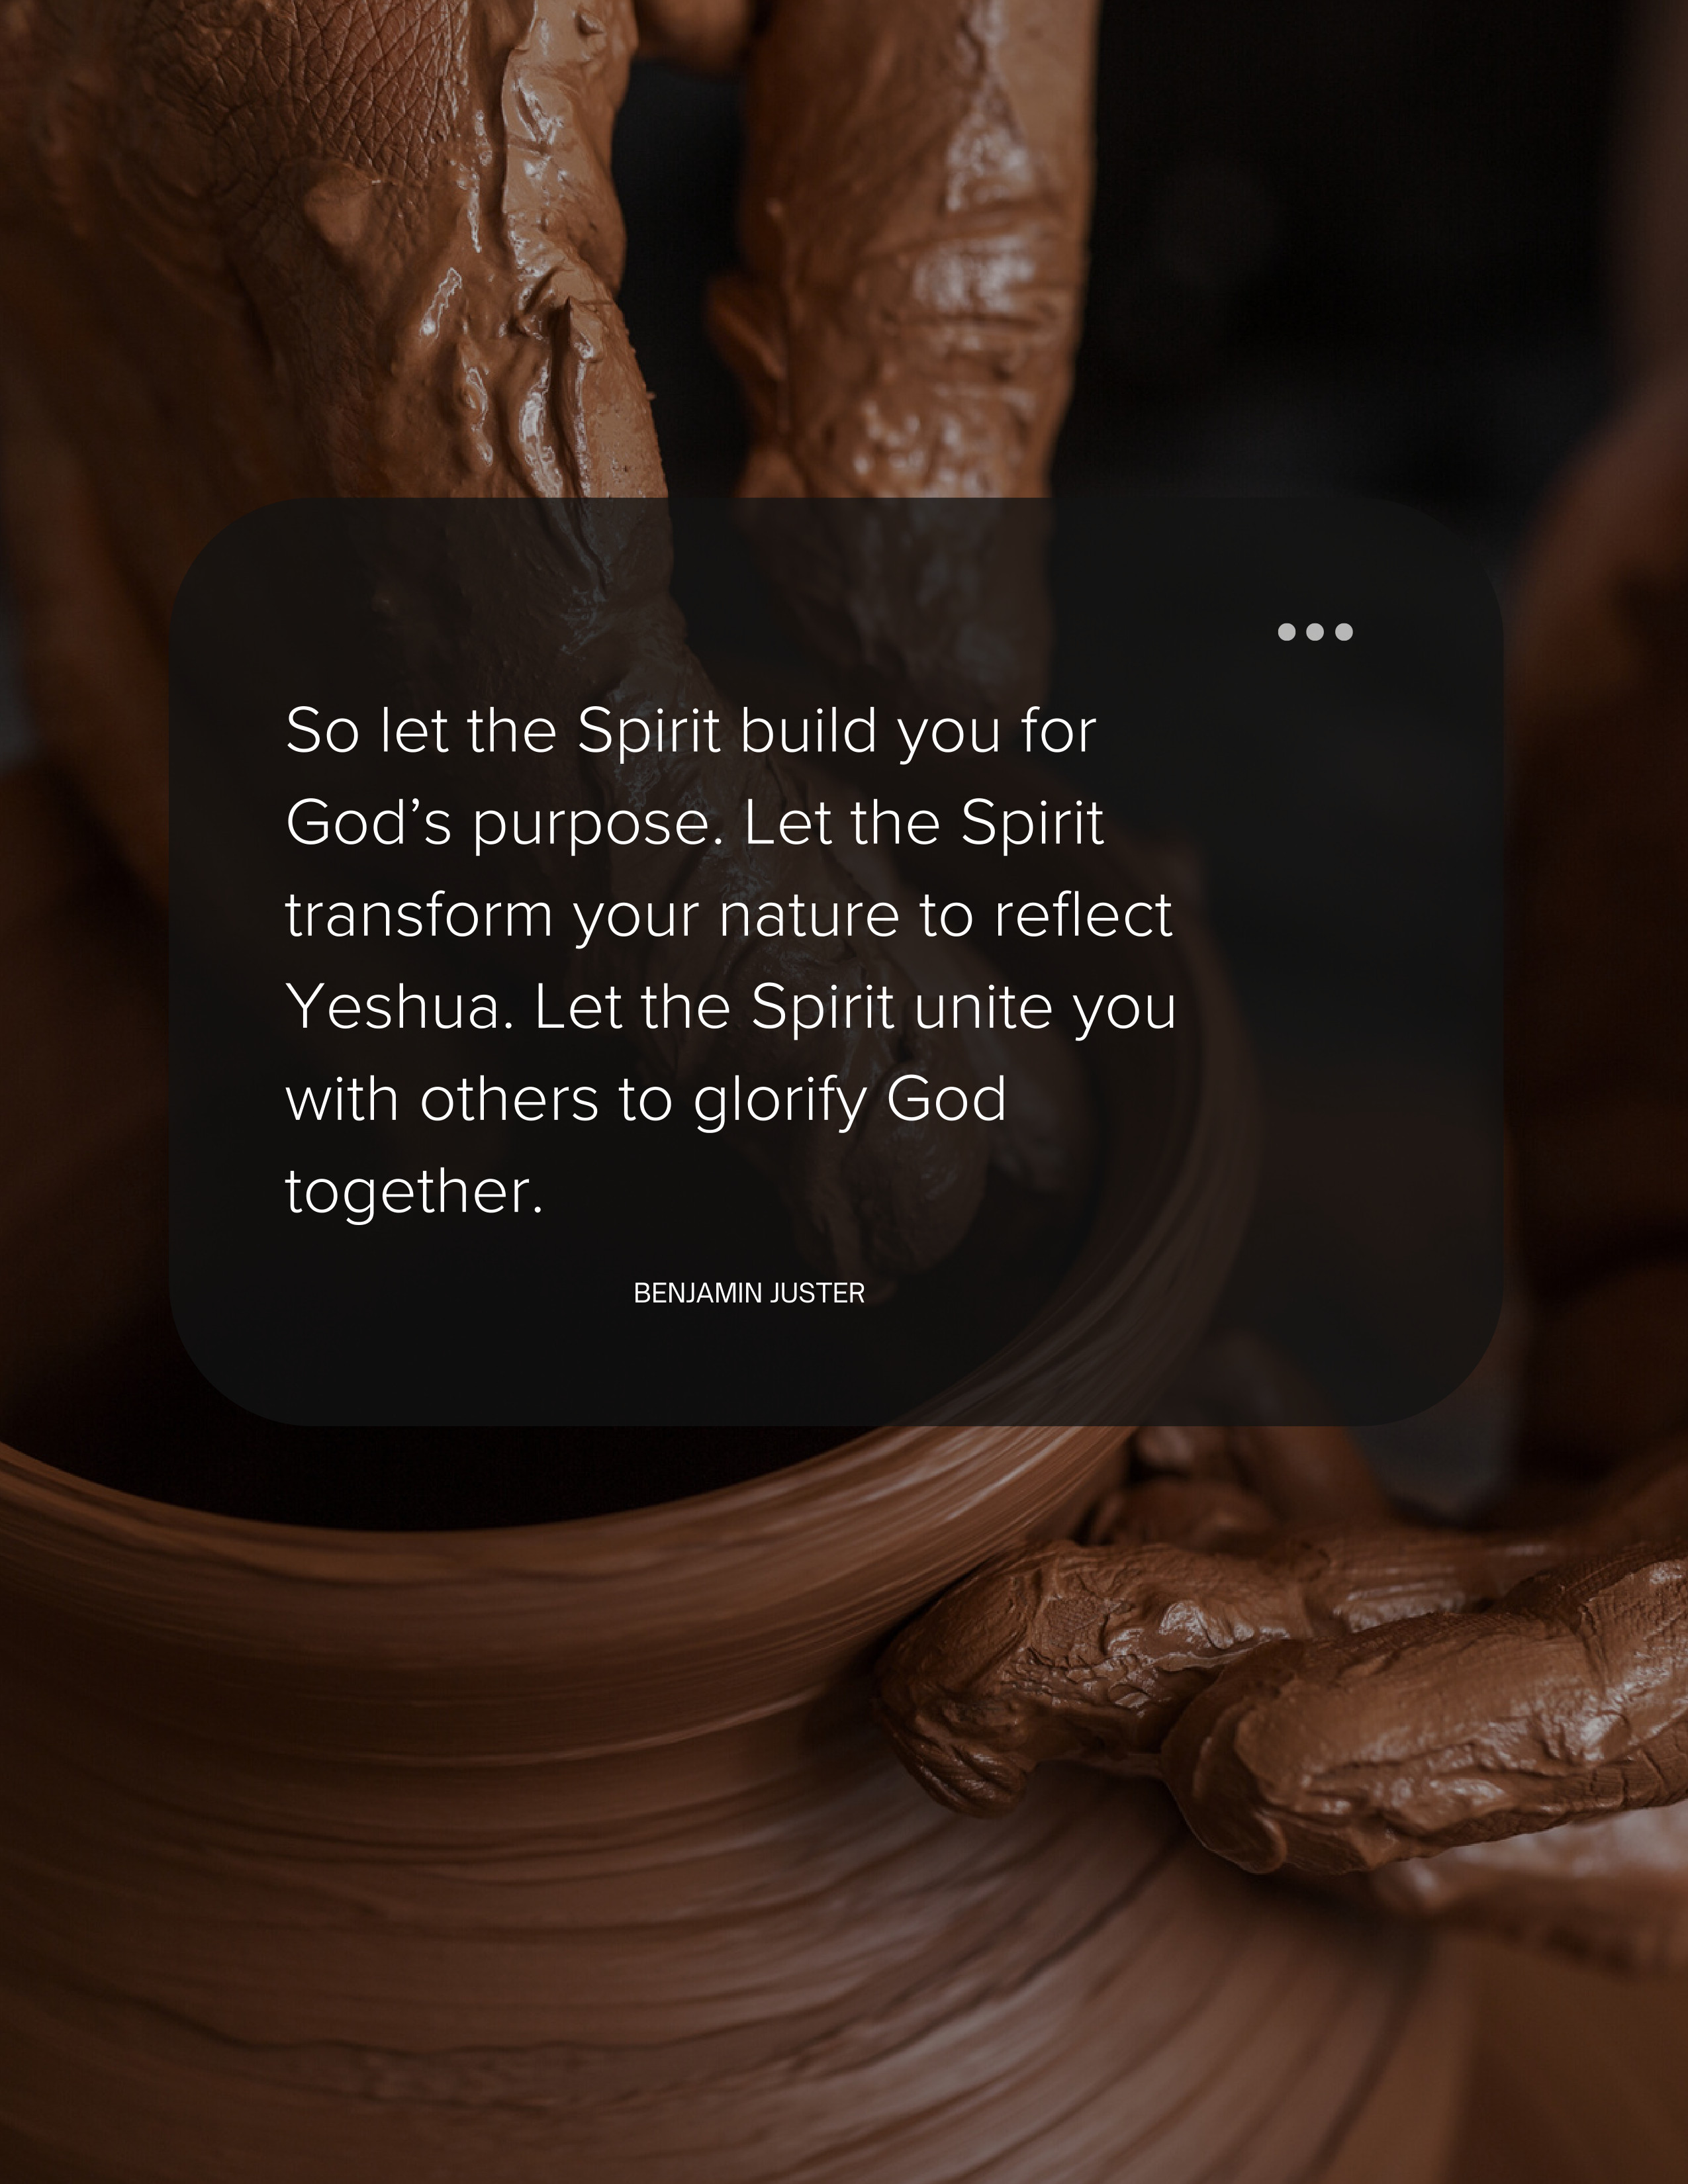 So let the Spirit build you for
God’s purpose. Let the Spirit
transform your nature to reflect
Yeshua. Let the Spirit unite you
with others to glorify God
together.
BENJAMIN JUSTER